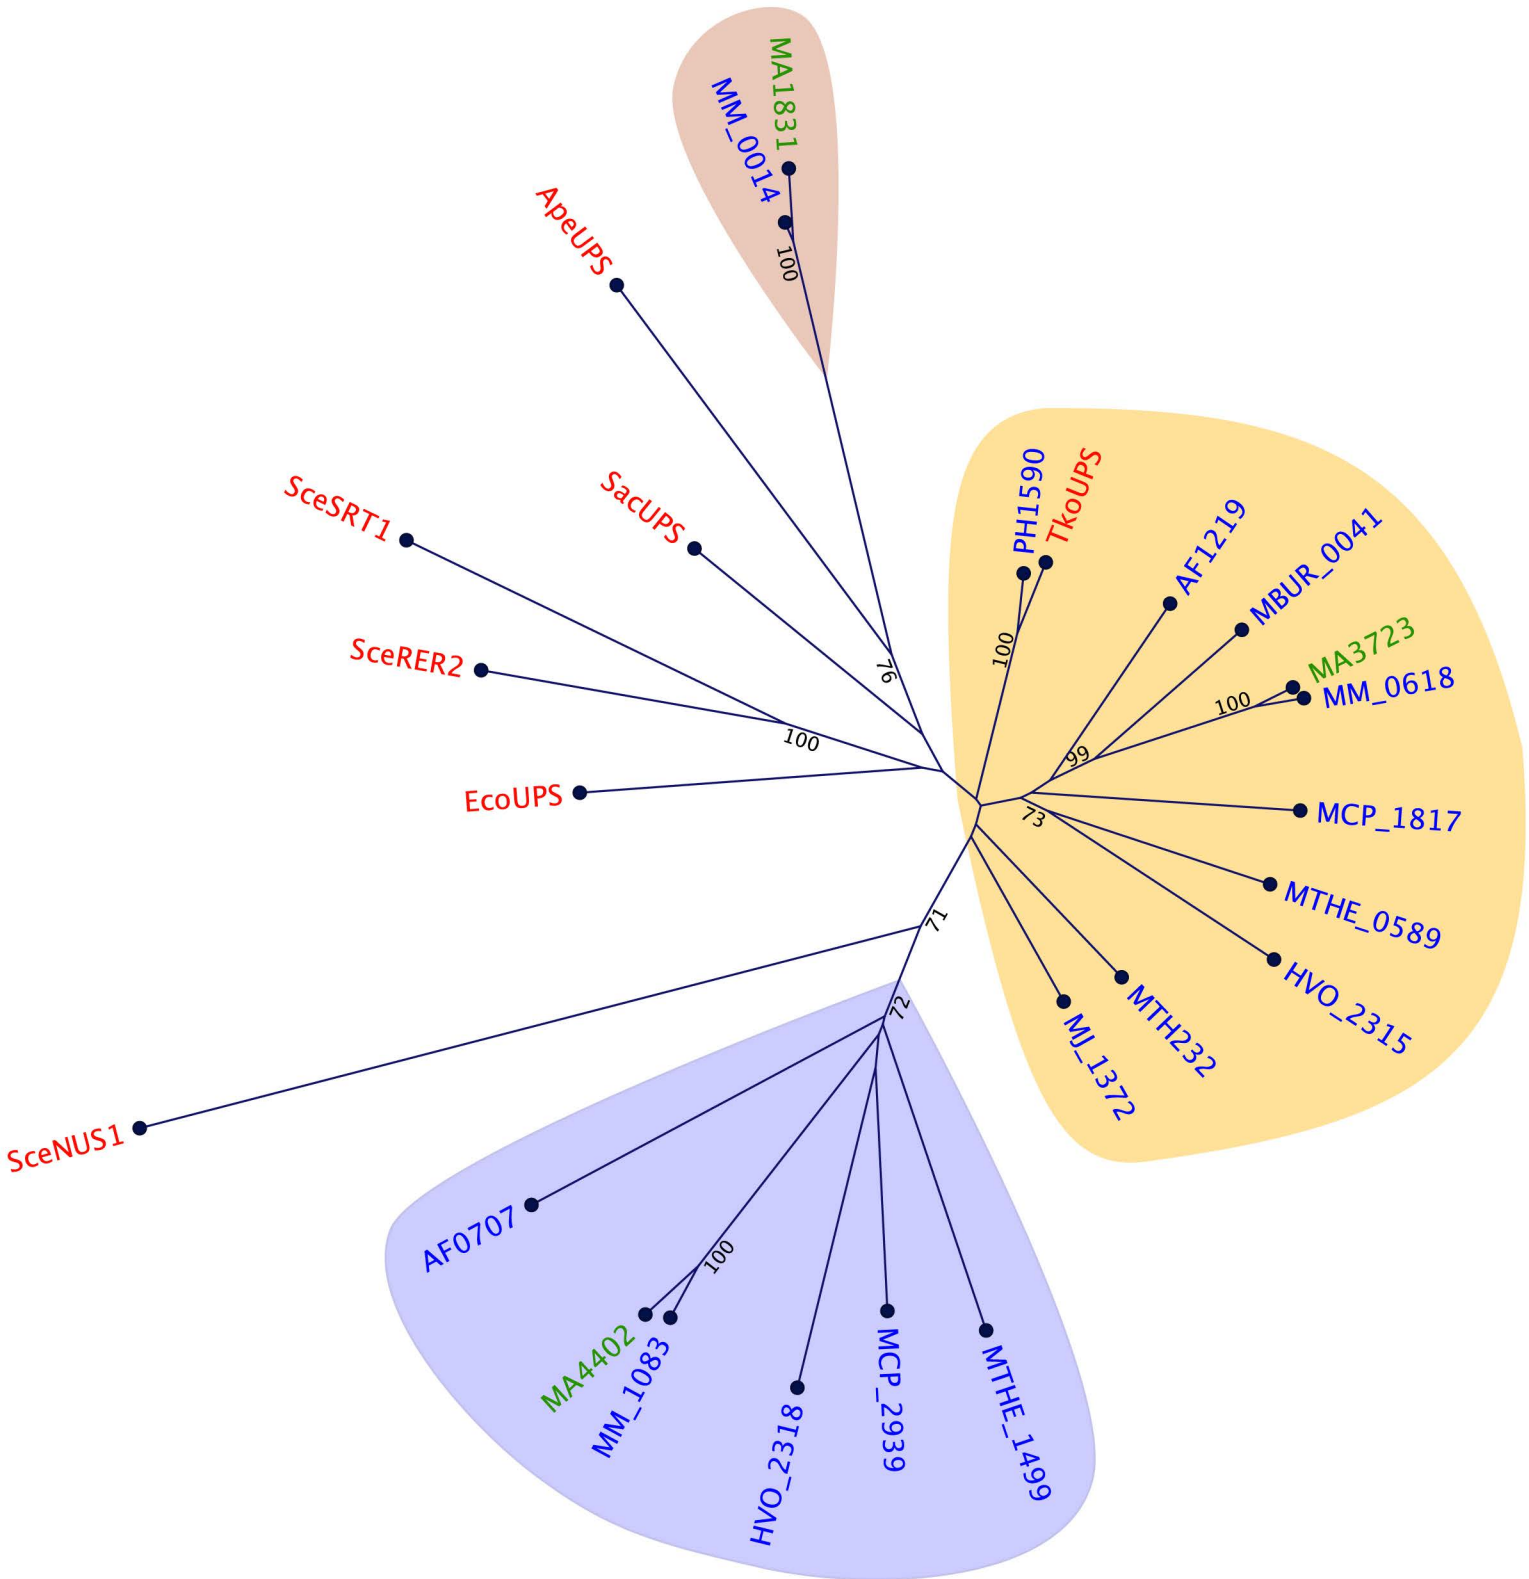 MA1831
MM_0014
100
ApeUPS
SceSRT1
SacUPS
76
SceRER2
100
EcoUPS
PH1590
TkoUPS
100
AF1219
MBUR_0041
MA3723
MM_0618
100
99
MCP_1817
73
MTHE_0589
HVO_2315
MTH232
MJ_1372
71
72
SceNUS1
AF0707
100
MA4402
MM_1083
HVO_2318
MCP_2939
MTHE_1499